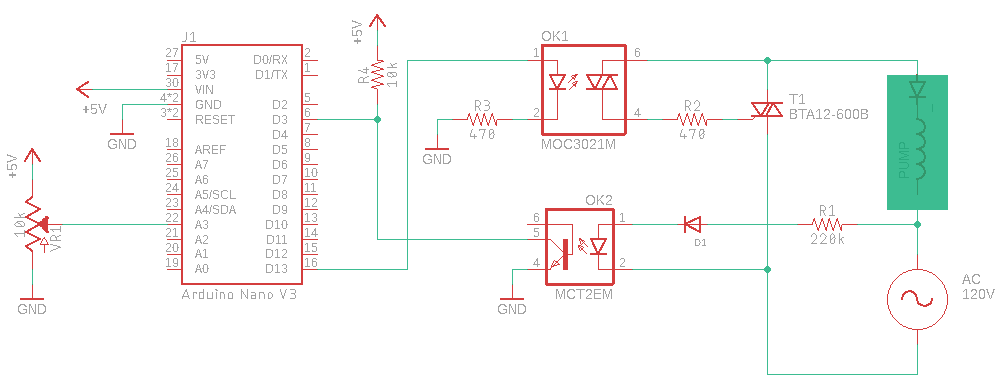 J1
27 5V D0/RX 2
17 3V3 D1/TX 1
30 VIN
4*2 GND D2 5
3*2 RESET D3 6
D4 7
18 AREF D5 8
26 A7 D6 9
25 A6 D7 10
24 A5/SCL D8 11
23 A4/SDA D9 12
22 A3 D10 13
21 A2 D11 14
20 A1 D12 15
19 A0 D13 16
Arduino Nano V3
+5V
GND
+5V
10k
VR1
GND
+5V
R4
10k
OK1
1 6
2 4
MOC3021M
R3
470
GND
R2
470
T1
BTA12-600B
PUMP
OK2
6 1
5
4 2
MCT2EM
GND
D1
R1
220k
AC
120V